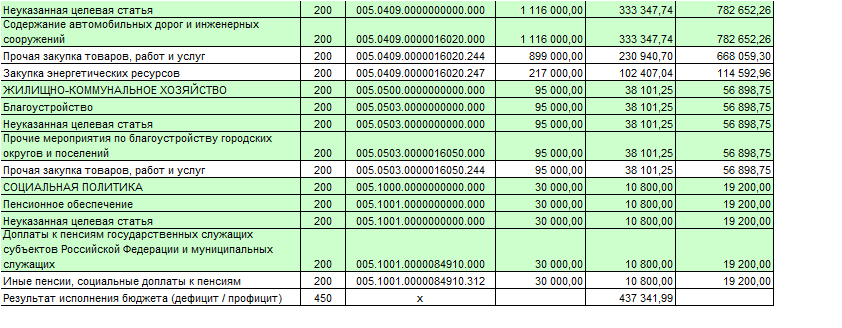 Неуказанная целевая статья 200 005.0409.0000000000.000 1 116 000,00 333 347,74 782 652,26
Содержание автомобильных дорог и инженерных
сооружений 200 005.0409.0000016020.000 1 116 000,00 333 347,74 782 652,26
Прочая закупка товаров, работ и услуг 200 005.0409.0000016020.244 899 000,00 230 940,70 668 059,30
Закупка энергетических ресурсов 200 005.0409.0000016020.247 217 000,00 102 407,04 114 592,96
ЖИЛИЩНО-КОММУНАЛЬНОЕ ХОЗЯЙСТВО 200 005.0500.0000000000.000 95 000,00 38 101,25 56 898,75
Благоустройство 200 005.0503.0000000000.000 95 000,00 38 101,25 56 898,75
Неуказанная целевая статья 200 005.0503.0000000000.000 95 000,00 38 101,25 56 898,75
Прочие мероприятия по благоустройству городских
округов и поселений 200 005.0503.0000016050.000 95 000,00 38 101,25 56 898,75
Прочая закупка товаров, работ и услуг 200 005.0503.0000016050.244 95 000,00 38 101,25 56 898,75
СОЦИАЛЬНАЯ ПОЛИТИКА 200 005.1000.0000000000.000 30 000,00 10 800,00 19 200,00
Пенсионное обеспечение 200 005.1001.0000000000.000 30 000,00 10 800,00 19 200,00
Неуказанная целевая статья 200 005.1001.0000000000.000 30 000,00 10 800,00 19 200,00
Доплаты к пенсиям государственных служащих
субъектов Российской Федерации и муниципальных
служащих 200 005.1001.0000084910.000 30 000,00 10 800,00 19 200,00
Иные пенсии, социальные доплаты к пенсиям 200 005.1001.0000084910.312 30 000,00 10 800,00 19 200,00
Результат исполнения бюджета (дефицит / профицит) 450 x 437 341,99